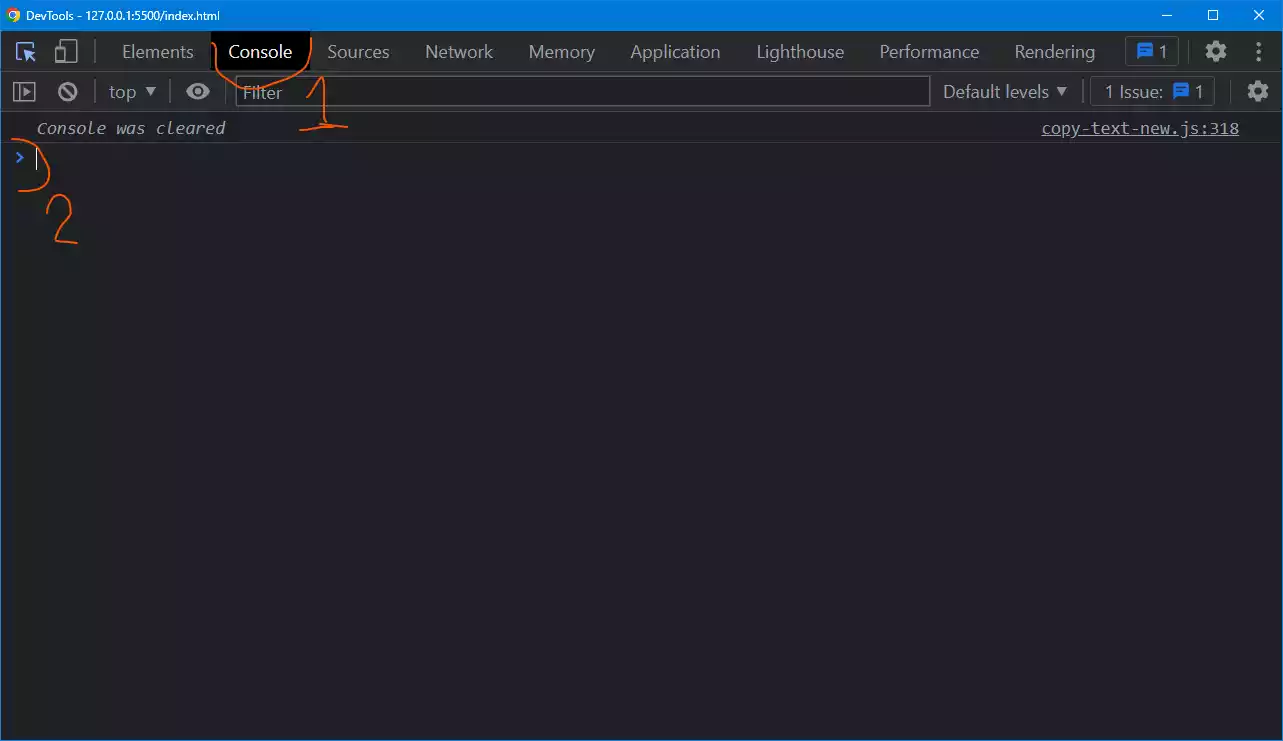 DevTools - 127.0.0.1:5500/index.html
Elements Console Sources Network Memory Application Lighthouse Performance Rendering 1
top Filter Default levels 1 Issue: 1
1
Console was cleared copy-text-new.js:318
2